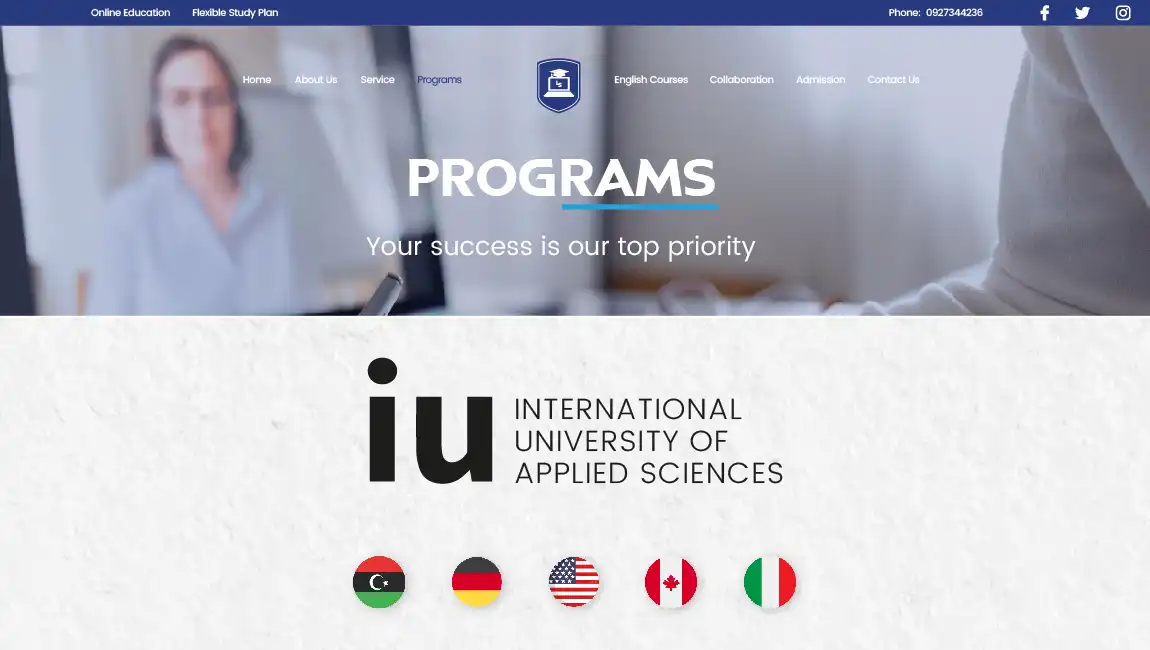 Online Education Flexible Study Plan Phone: 0927344236
Home About Us Service Programs English Courses Collaboration Admission Contact Us
PROGRAMS
Your success is our top priority
iu
INTERNATIONAL
UNIVERSITY OF
APPLIED SCIENCES